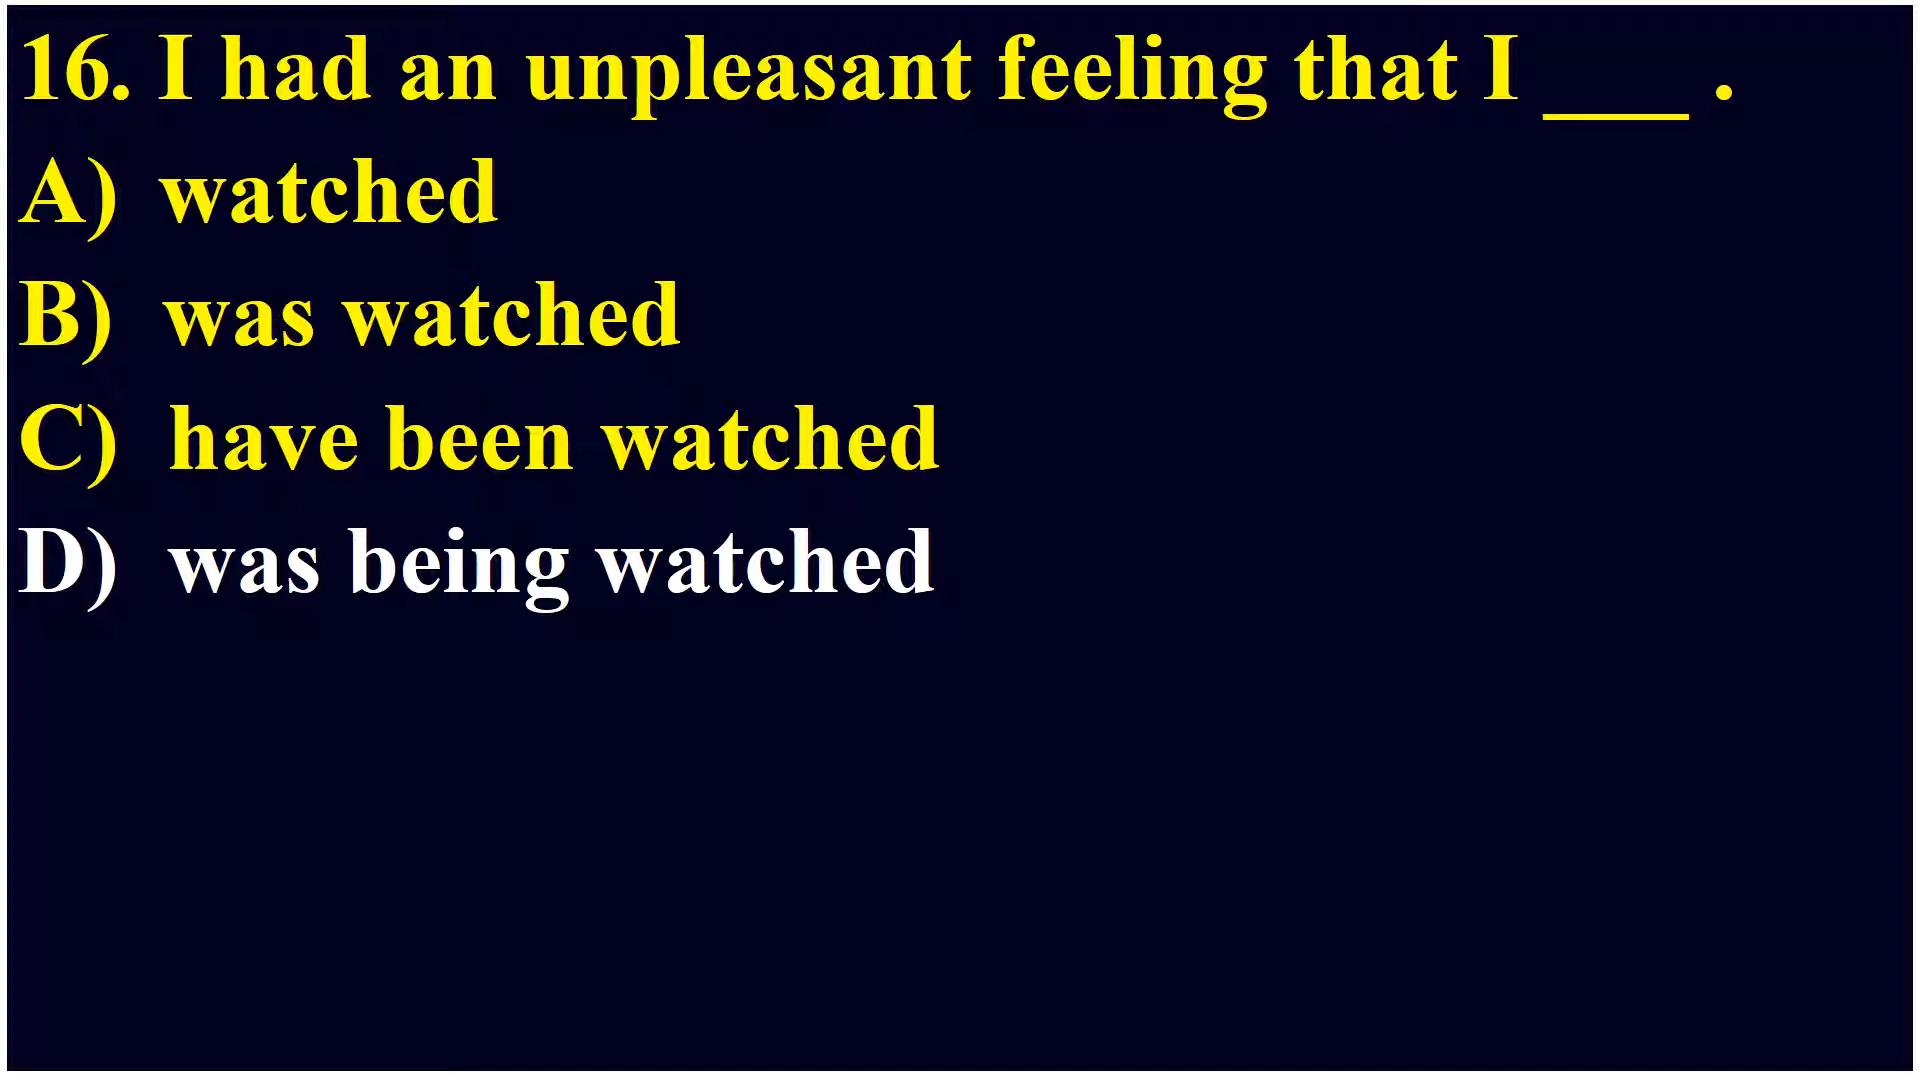 16. I had an unpleasant feeling that I ___ .
A) watched
B) was watched
C) have been watched
D) was being watched